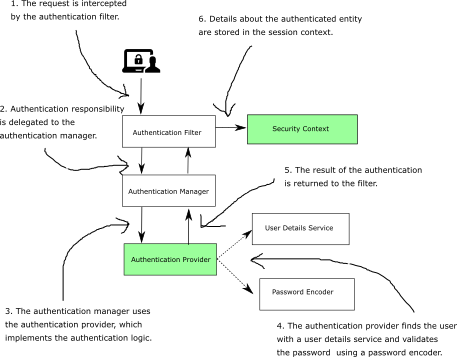 1. The request is intercepted
by the authentication filter.
6. Details about the authenticated entity
are stored in the session context.
2. Authentication responsibility
is delegated to the
authentication manager.
Authentication Filter
Security Context
5. The result of the authentication
is returned to the filter.
Authentication Manager
User Details Service
Authentication Provider
Password Encoder
3. The authentication manager uses
the authentication provider, which
implements the authentication logic.
4. The authentication provider finds the user
with a user details service and validates
the password using a password encoder.